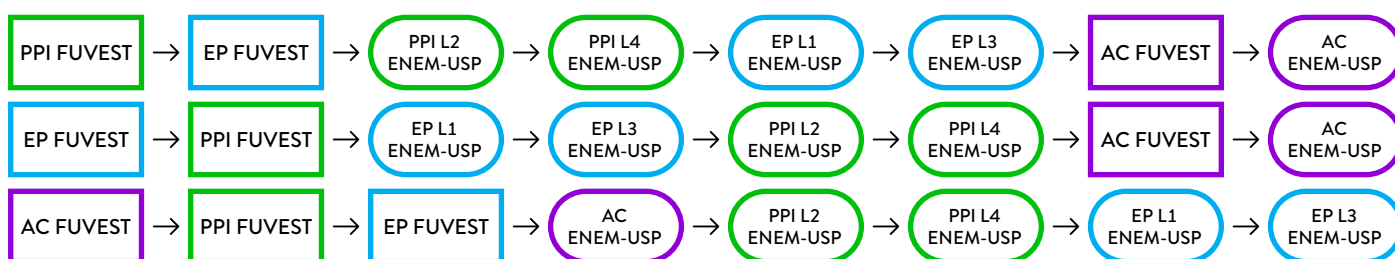 PPI FUVEST
EP FUVEST
PPI L2
ENEM-USP
PPI L4
ENEM-USP
EP L1
ENEM-USP
EP L3
ENEM-USP
AC FUVEST
AC
ENEM-USP
EP FUVEST
PPI FUVEST
EP L1
ENEM-USP
EP L3
ENEM-USP
PPI L2
ENEM-USP
PPI L4
ENEM-USP
AC FUVEST
AC
ENEM-USP
AC FUVEST
PPI FUVEST
EP FUVEST
AC
ENEM-USP
PPI L2
ENEM-USP
PPI L4
ENEM-USP
EP L1
ENEM-USP
EP L3
ENEM-USP